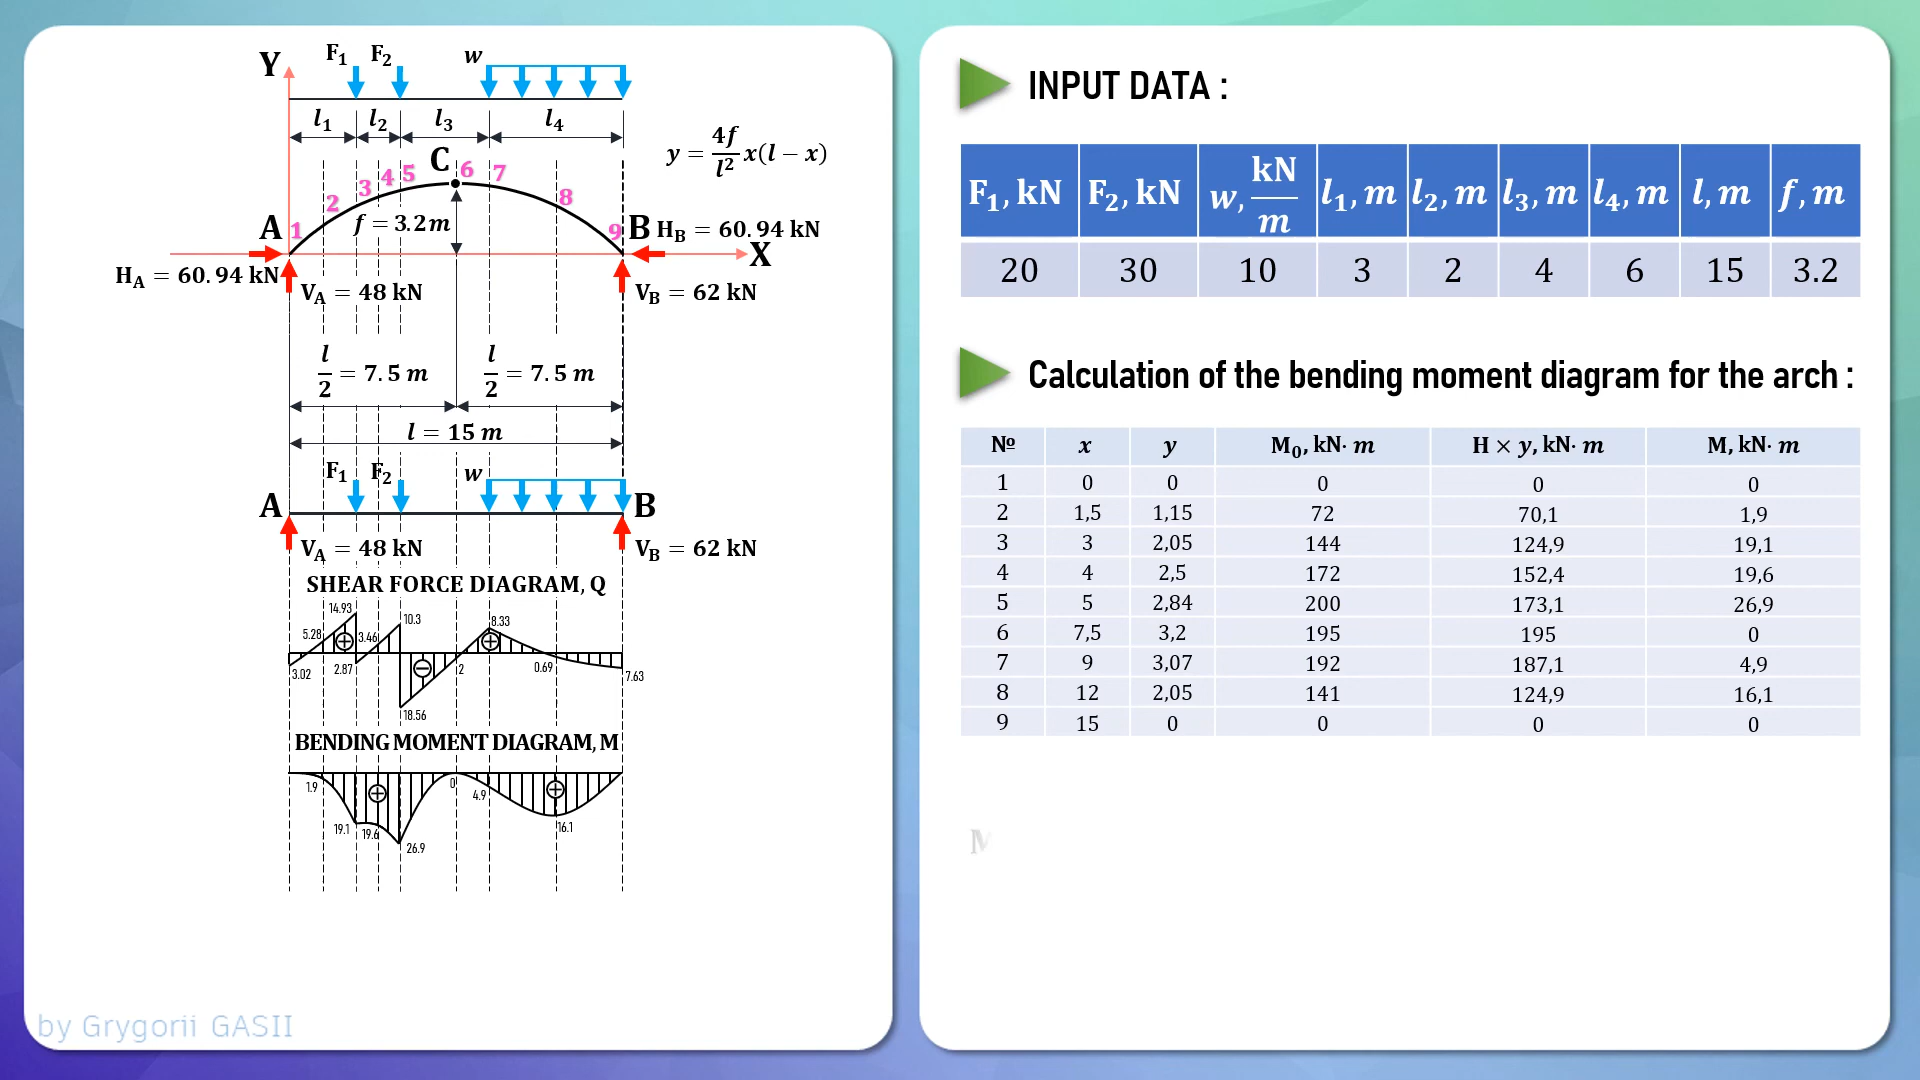 Y F₁ F₂ w
l₁ l₂ l₃ l₄
y = 4f/l² x(l − x)
C
1 2 3 4 5 6 7 8 9
f = 3.2 m
A B
H_B = 60.94 kN
X
H_A = 60.94 kN
V_A = 48 kN V_B = 62 kN
l/2 = 7.5 m l/2 = 7.5 m
l = 15 m
F₁ F₂ w
A B
V_A = 48 kN V_B = 62 kN
SHEAR FORCE DIAGRAM, Q
14.93
5.28 3.46 10.3 8.33
+ + −
3.02 2.87 2 0.69 7.63
18.56
BENDING MOMENT DIAGRAM, M
1.9 + 0 4.9 +
19.1 19.6 26.9 16.1
by Grygorii GASII
INPUT DATA :
F₁, kN F₂, kN w, kN/m l₁, m l₂, m l₃, m l₄, m l, m f, m
20 30 10 3 2 4 6 15 3.2
Calculation of the bending moment diagram for the arch :
№ x y M₀, kN· m H × y, kN· m M, kN· m
1 0 0 0 0 0
2 1,5 1,15 72 70,1 1,9
3 3 2,05 144 124,9 19,1
4 4 2,5 172 152,4 19,6
5 5 2,84 200 173,1 26,9
6 7,5 3,2 195 195 0
7 9 3,07 192 187,1 4,9
8 12 2,05 141 124,9 16,1
9 15 0 0 0 0